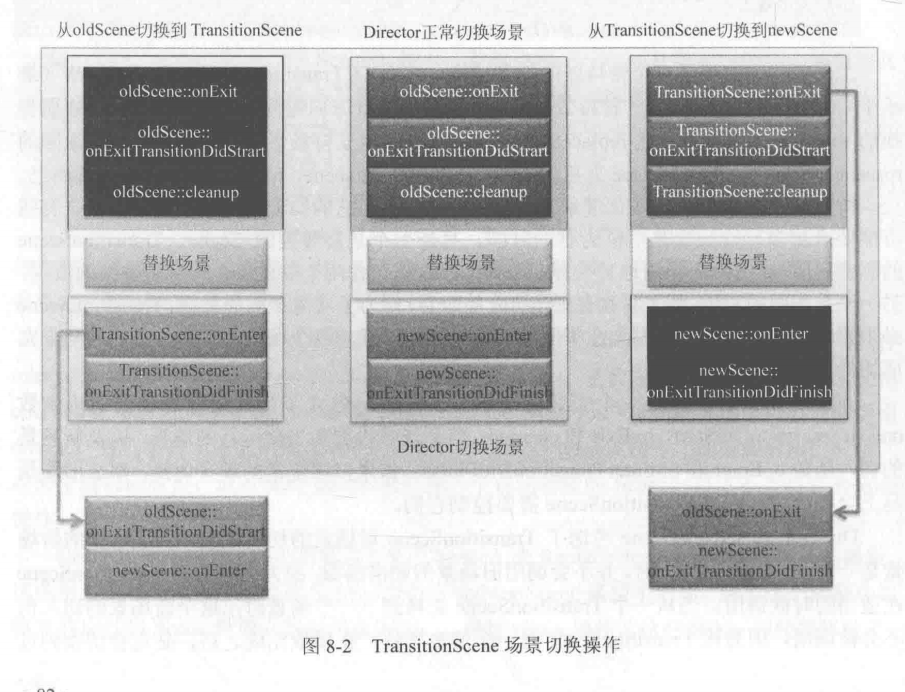 从oldScene切换到 TransitionScene
Director正常切换场景
从TransitionScene切换到newScene
oldScene::onExit
oldScene::
onExitTransitionDidStrart
oldScene::cleanup
oldScene::onExit
oldScene::
onExitTransitionDidStrart
oldScene::cleanup
TransitionScene::onExit
TransitionScene::
onExitTransitionDidStrart
TransitionScene::cleanup
替换场景
替换场景
替换场景
TransitionScene::onEnter
TransitionScene::
onExitTransitionDidFinish
newScene::onEnter
newScene::
onExitTransitionDidFinish
newScene::onEnter
newScene::
onExitTransitionDidFinish
Director切换场景
oldScene::
onExitTransitionDidStrart
newScene::onEnter
oldScene::onExit
newScene::
onExitTransitionDidFinish
图 8-2 TransitionScene 场景切换操作